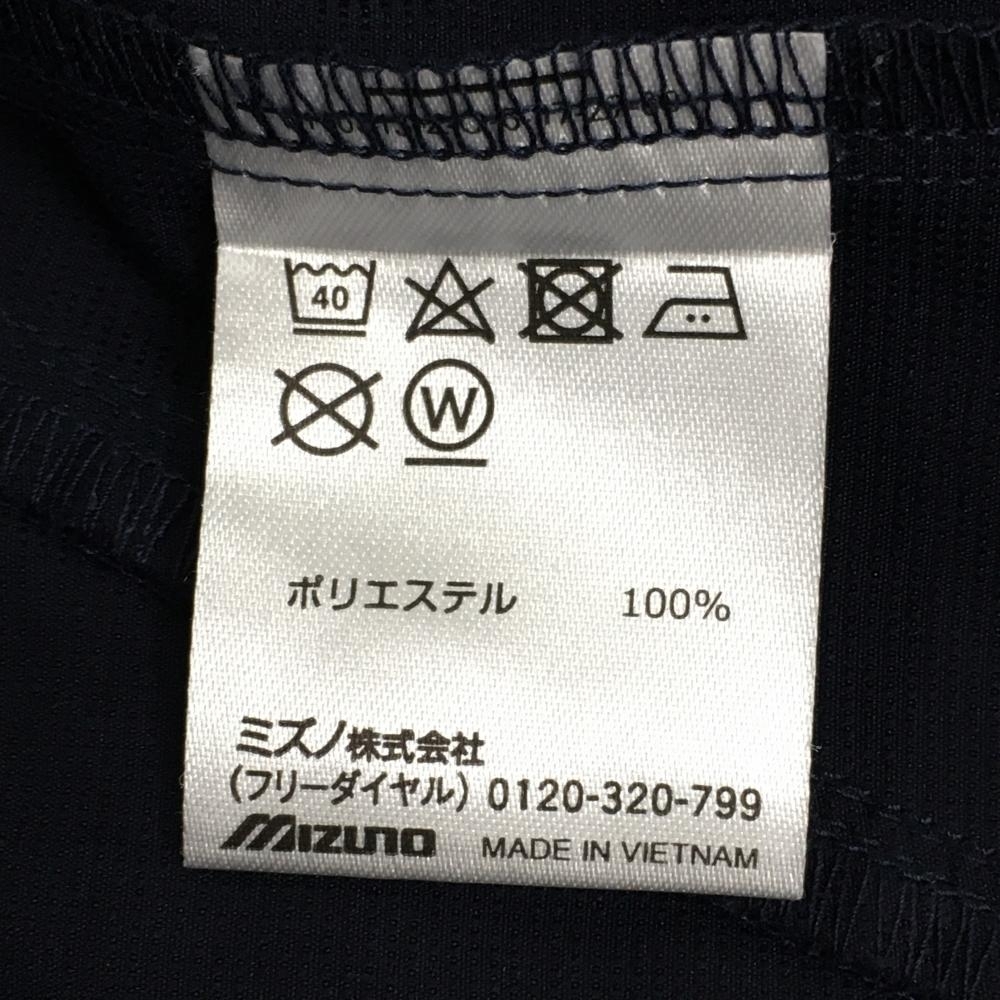 40
W
ポリエステル 100%
ミズノ株式会社
(フリーダイヤル) 0120-320-799
MIZUNO MADE IN VIETNAM